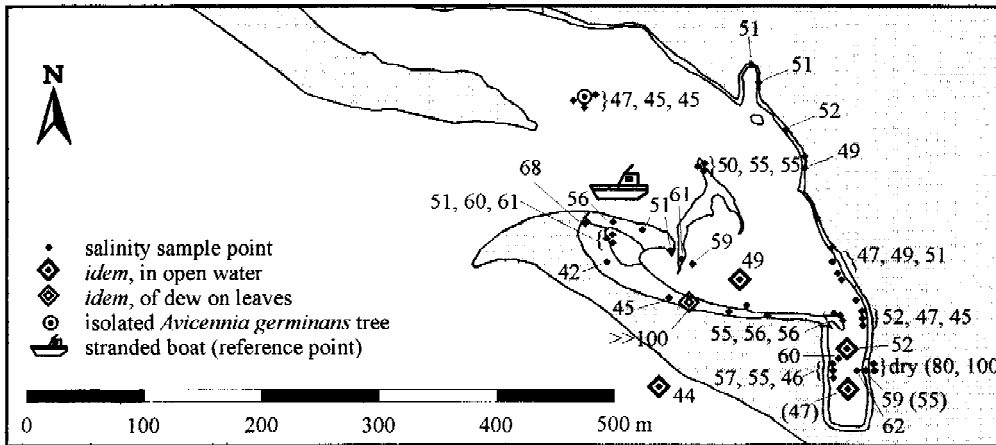 51
51
N
}47, 45, 45
52
49
68
}50, 55, 55
51, 60, 61
56
51
61
59
49
47, 49, 51
42
45
>>100
55, 56, 56
52, 47, 45
52
60
57, 55, 46
}dry (80, 100
59 (55)
(47)
62
44
salinity sample point
idem, in open water
idem, of dew on leaves
isolated Avicennia germinans tree
stranded boat (reference point)
0 100 200 300 400 500 m